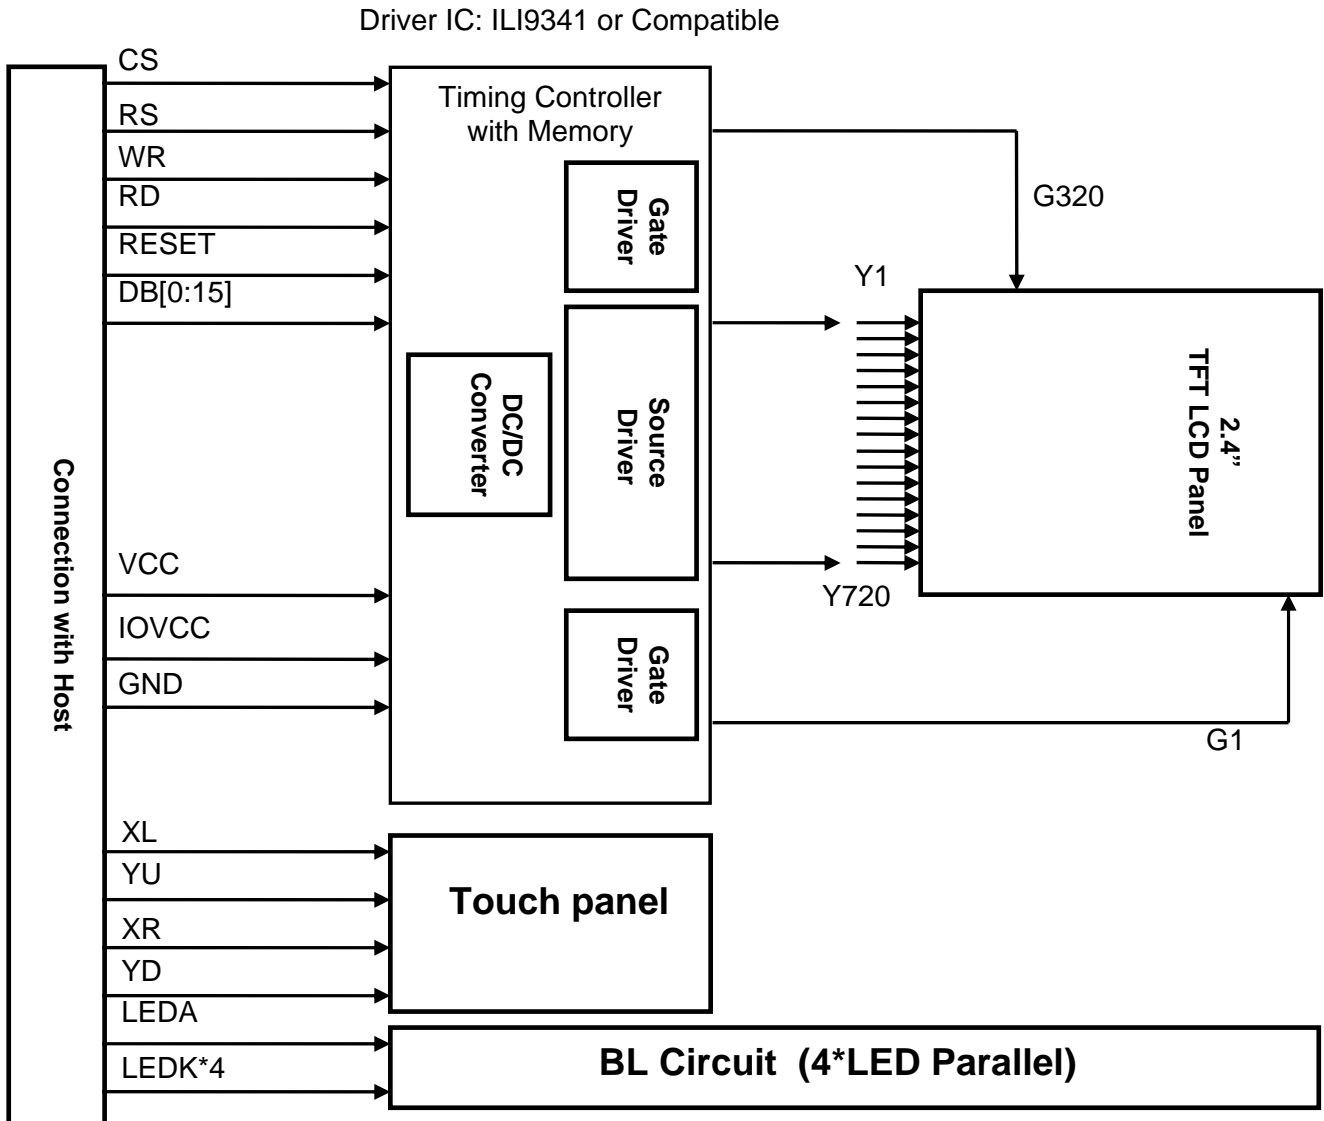 Driver IC: ILI9341 or Compatible
CS
RS
WR
RD
RESET
DB[0:15]
VCC
IOVCC
GND
XL
YU
XR
YD
LEDA
LEDK*4
Connection with Host
Timing Controller
with Memory
Gate
Driver
DC/DC
Converter
Source
Driver
Gate
Driver
G320
Y1
Y720
2.4”
TFT LCD Panel
G1
Touch panel
BL Circuit (4*LED Parallel)